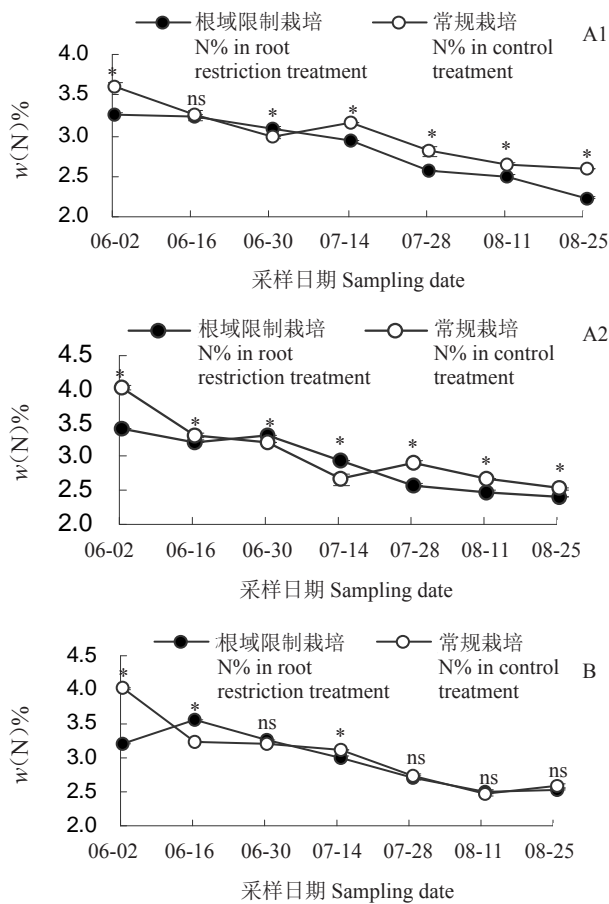 根域限制栽培 常规栽培 A1
N% in root N% in control
restriction treatment treatment
w(N)%
4.0
3.5
3.0
2.5
2.0
* ns * * * * *
06-02 06-16 06-30 07-14 07-28 08-11 08-25
采样日期 Sampling date
根域限制栽培 常规栽培 A2
N% in root N% in control
restriction treatment treatment
w(N)%
4.5
4.0
3.5
3.0
2.5
2.0
* * * * * * *
06-02 06-16 06-30 07-14 07-28 08-11 08-25
采样日期 Sampling date
根域限制栽培 常规栽培
N% in root N% in control B
restriction treatment treatment
w(N)%
4.5
4.0
3.5
3.0
2.5
2.0
* * ns * ns ns ns
06-02 06-16 06-30 07-14 07-28 08-11 08-25
采样日期 Sampling date